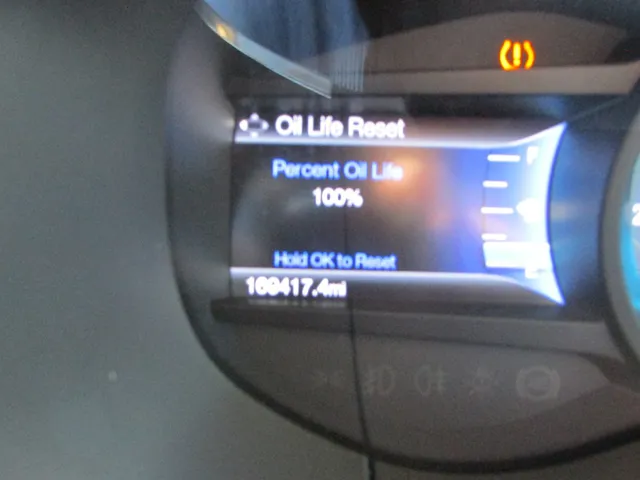 Oil Life Reset
Percent Oil Life
100%
F
Hold OK to Reset
E
169417.4mi